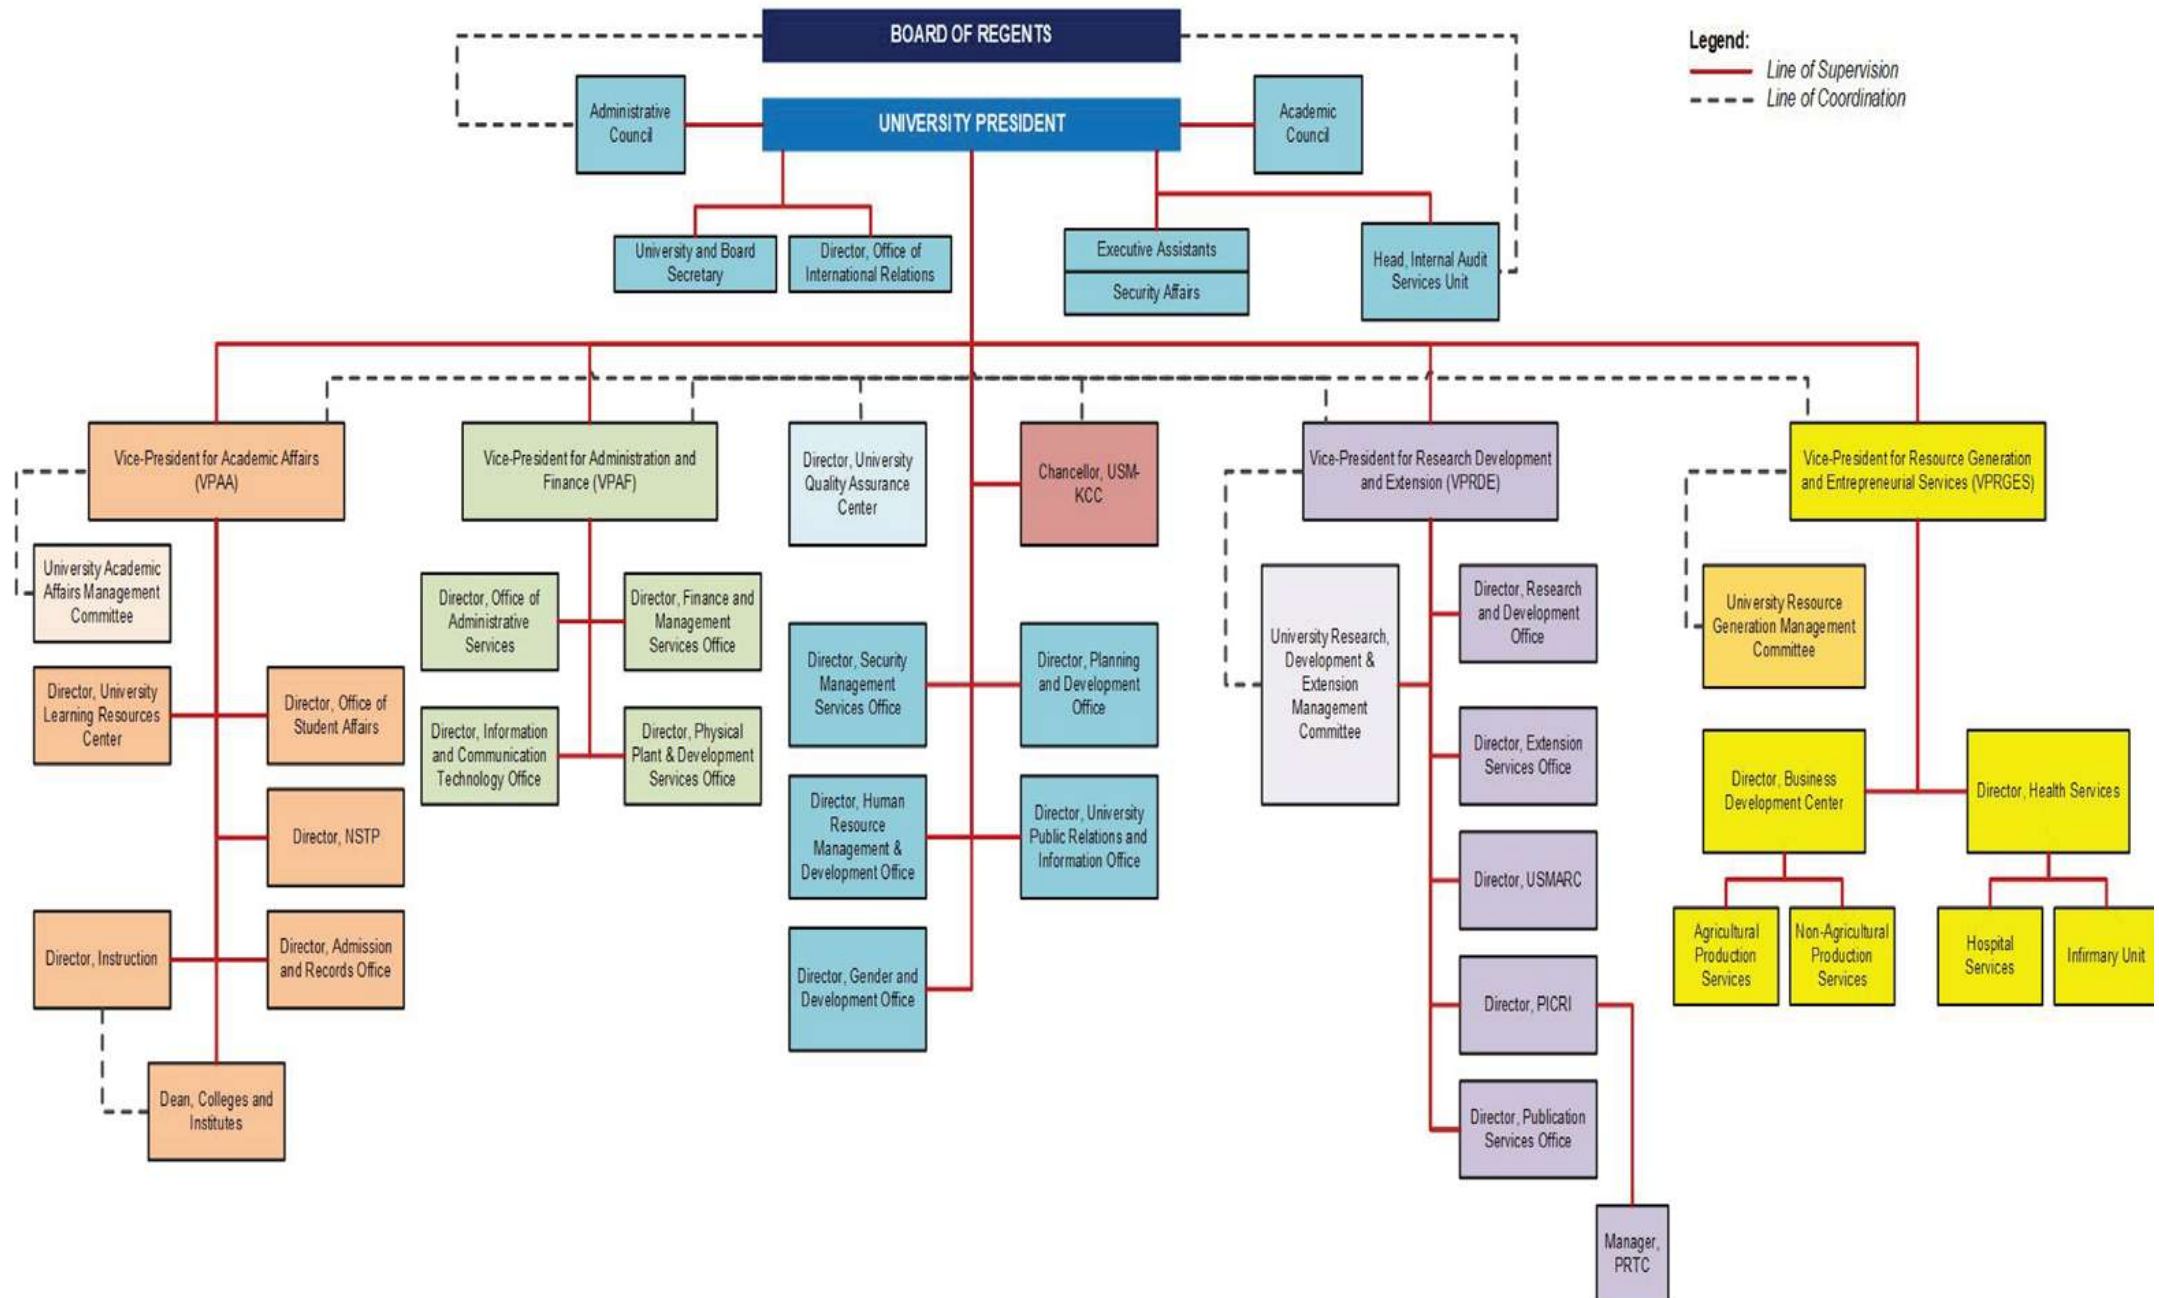 BOARD OF REGENTS
Legend:
Line of Supervision
Line of Coordination
Administrative
Council
UNIVERSITY PRESIDENT
Academic
Council
University and Board
Secretary
Director, Office of
International Relations
Executive Assistants
Security Affairs
Head, Internal Audit
Services Unit
Vice-President for Academic Affairs
(VPAA)
Vice-President for Administration and
Finance (VPAF)
Director, University
Quality Assurance
Center
Chancellor, USM-
KCC
Vice-President for Research Development
and Extension (VPRDE)
Vice-President for Resource Generation
and Entrepreneurial Services (VPRGES)
University Academic
Affairs Management
Committee
Director, University
Learning Resources
Center
Director, Office of
Student Affairs
Director, NSTP
Director, Instruction
Director, Admission
and Records Office
Dean, Colleges and
Institutes
Director, Office of
Administrative
Services
Director, Finance and
Management
Services Office
Director, Information
and Communication
Technology Office
Director, Physical
Plant & Development
Services Office
Director, Security
Management
Services Office
Director, Planning
and Development
Office
Director, Human
Resource
Management &
Development Office
Director, University
Public Relations and
Information Office
Director, Gender and
Development Office
University Research,
Development &
Extension
Management
Committee
Director, Research
and Development
Office
Director, Extension
Services Office
Director, USMARC
Director, PICRI
Director, Publication
Services Office
Manager,
PRTC
University Resource
Generation Management
Committee
Director, Business
Development Center
Director, Health Services
Agricultural
Production
Services
Non-Agricultural
Production
Services
Hospital
Services
Infirmary Unit